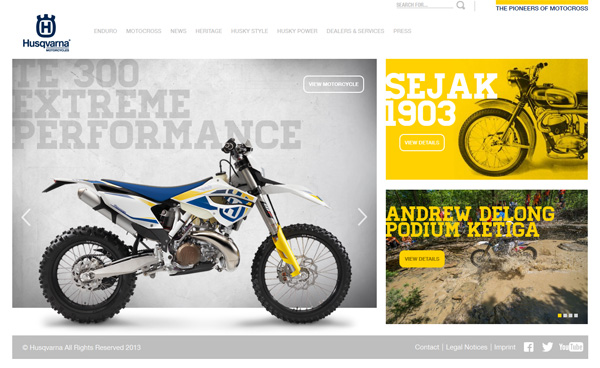 SEARCH FOR...
THE PIONEERS OF MOTOCROSS
Husqvarna
MOTORCYCLES
ENDURO MOTOCROSS NEWS HERITAGE HUSKY STYLE HUSKY POWER DEALERS & SERVICES PRESS
TE 300
EXTREME
PERFORMANCE
VIEW MOTORCYCLE
SEJAK
1903
VIEW DETAILS
ANDREW DELONG
PODIUM KETIGA
VIEW DETAILS
© Husqvarna All Rights Reserved 2013
Contact | Legal Notices | Imprint
YouTube